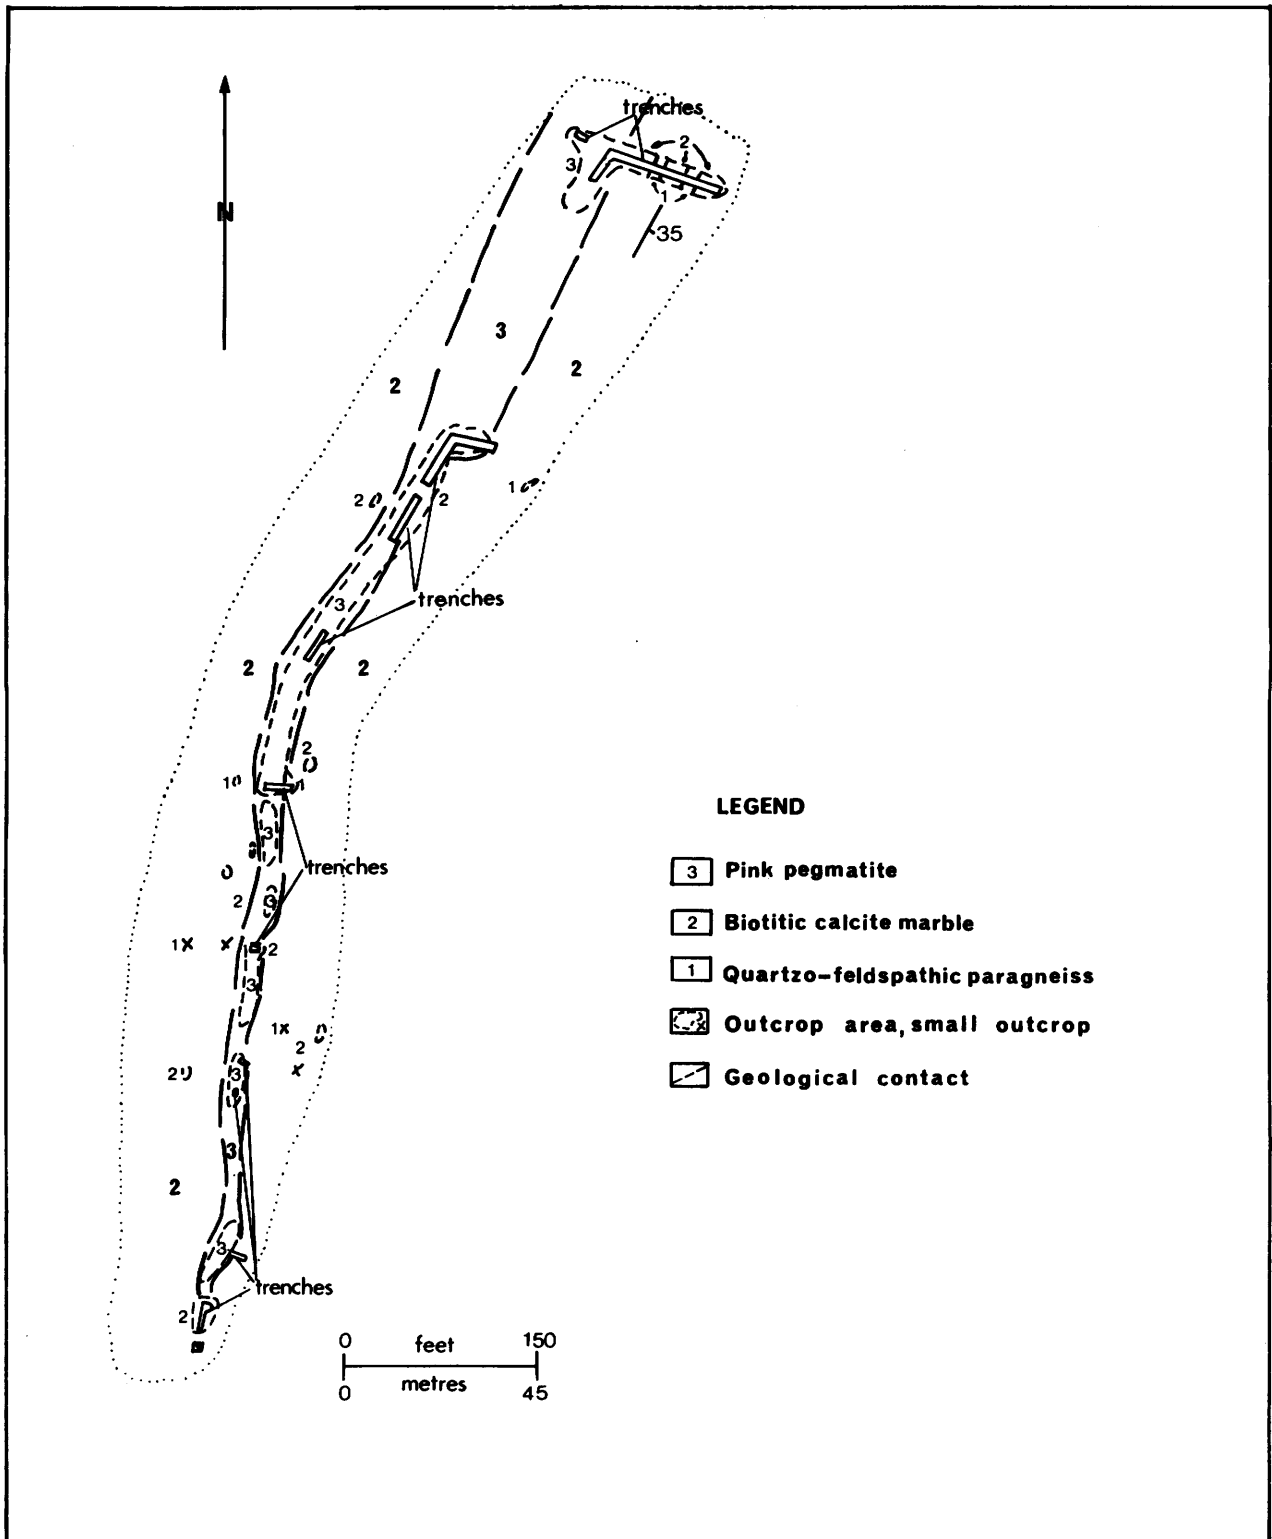 trenches
2
3
1
N
35
3
2
2
2
1
2
trenches
3
2
2
2
1
3
trenches
2
3
1x
x
1
2
3
1x
2
x
2
3
3
2
3
trenches
2
0
feet
150
0
metres
45
LEGEND
3 Pink pegmatite
2 Biotitic calcite marble
1 Quartzo-feldspathic paragneiss
Outcrop area, small outcrop
Geological contact